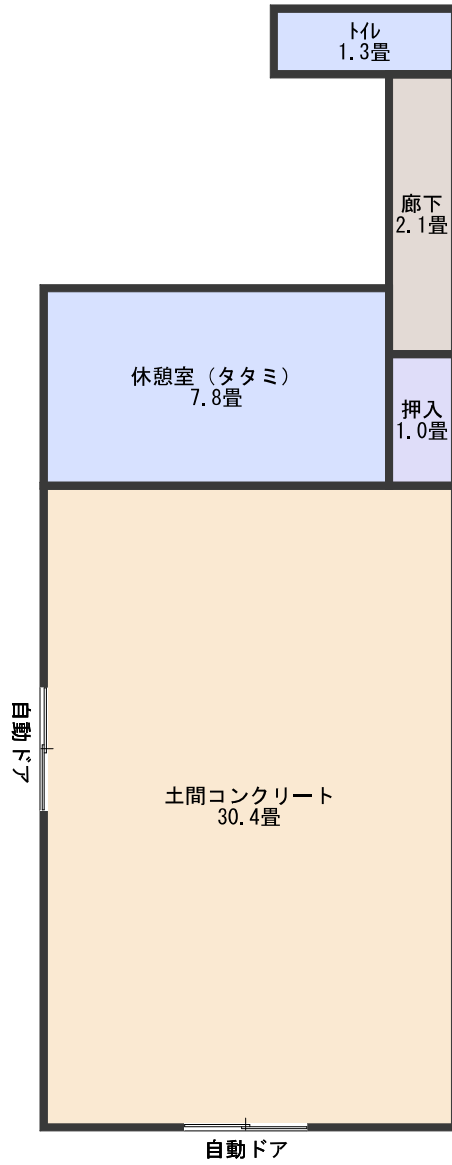 ﾄｲﾚ
1.3畳
廊下
2.1畳
休憩室（タタミ）
7.8畳
押入
1.0畳
自動ドア
土間コンクリート
30.4畳
自動ドア